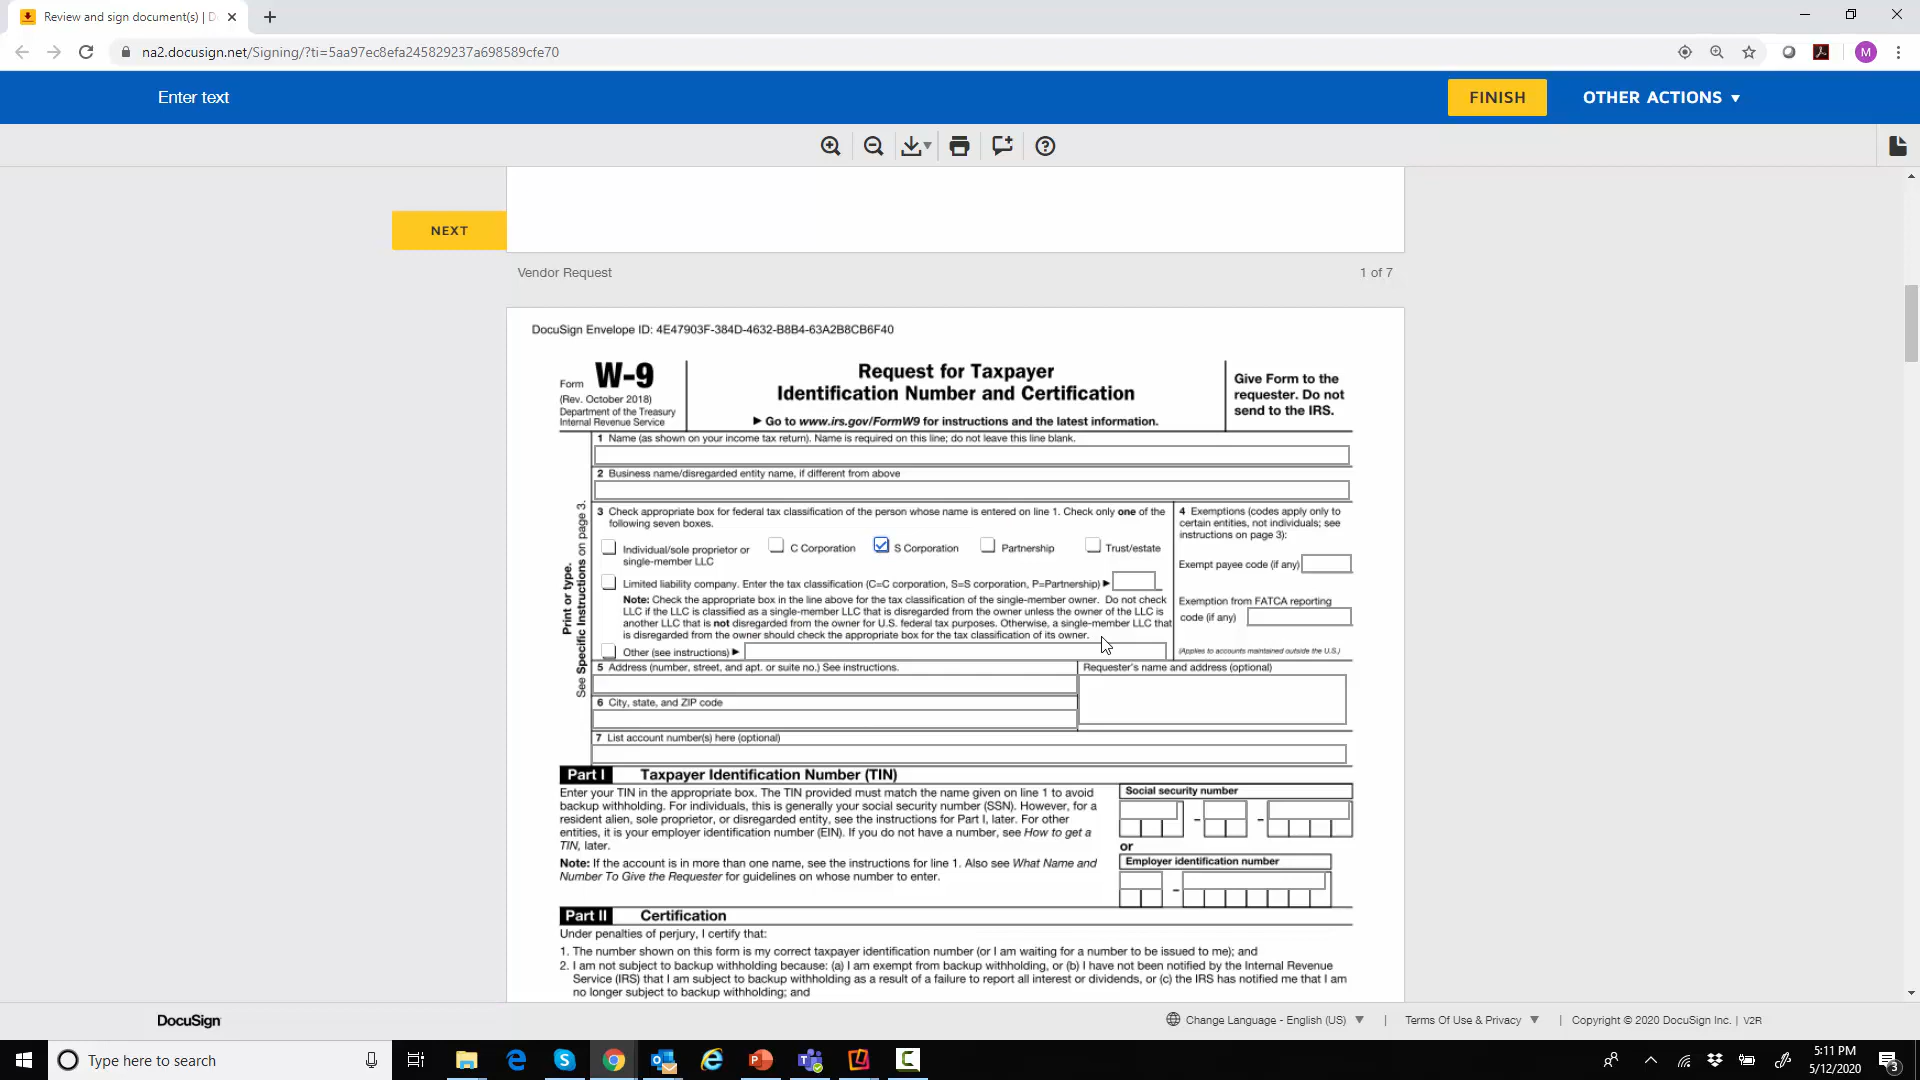 Review and sign document(s) | D
na2.docusign.net/Signing/?ti=5aa97ec8efa245829237a698589cfe70
M
Enter text
FINISH
OTHER ACTIONS
NEXT
Vendor Request
1 of 7
DocuSign Envelope ID: 4E47903F-384D-4632-B8B4-63A2B8CB6F40
Form W-9
(Rev. October 2018)
Department of the Treasury
Internal Revenue Service
Request for Taxpayer
Identification Number and Certification
► Go to www.irs.gov/FormW9 for instructions and the latest information.
Give Form to the
requester. Do not
send to the IRS.
Print or type.
See Specific Instructions on page 3.
1 Name (as shown on your income tax return). Name is required on this line; do not leave this line blank.
2 Business name/disregarded entity name, if different from above
3 Check appropriate box for federal tax classification of the person whose name is entered on line 1. Check only one of the
following seven boxes.
Individual/sole proprietor or
single-member LLC
C Corporation
S Corporation
Partnership
Trust/estate
Limited liability company. Enter the tax classification (C=C corporation, S=S corporation, P=Partnership) ►
Note: Check the appropriate box in the line above for the tax classification of the single-member owner. Do not check
LLC if the LLC is classified as a single-member LLC that is disregarded from the owner unless the owner of the LLC is
another LLC that is not disregarded from the owner for U.S. federal tax purposes. Otherwise, a single-member LLC that
is disregarded from the owner should check the appropriate box for the tax classification of its owner.
Other (see instructions) ►
4 Exemptions (codes apply only to
certain entities, not individuals; see
instructions on page 3):
Exempt payee code (if any)
Exemption from FATCA reporting
code (if any)
(Applies to accounts maintained outside the U.S.)
5 Address (number, street, and apt. or suite no.) See instructions.
Requester's name and address (optional)
6 City, state, and ZIP code
7 List account number(s) here (optional)
Part I Taxpayer Identification Number (TIN)
Enter your TIN in the appropriate box. The TIN provided must match the name given on line 1 to avoid
backup withholding. For individuals, this is generally your social security number (SSN). However, for a
resident alien, sole proprietor, or disregarded entity, see the instructions for Part I, later. For other
entities, it is your employer identification number (EIN). If you do not have a number, see How to get a
TIN, later.
Note: If the account is in more than one name, see the instructions for line 1. Also see What Name and
Number To Give the Requester for guidelines on whose number to enter.
Social security number
– –
or
Employer identification number
–
Part II Certification
Under penalties of perjury, I certify that:
1. The number shown on this form is my correct taxpayer identification number (or I am waiting for a number to be issued to me); and
2. I am not subject to backup withholding because: (a) I am exempt from backup withholding, or (b) I have not been notified by the Internal Revenue
Service (IRS) that I am subject to backup withholding as a result of a failure to report all interest or dividends, or (c) the IRS has notified me that I am
no longer subject to backup withholding; and
DocuSign
Change Language - English (US)
|
Terms Of Use & Privacy
|
Copyright © 2020 DocuSign Inc. | V2R
Type here to search
5:11 PM
5/12/2020
3